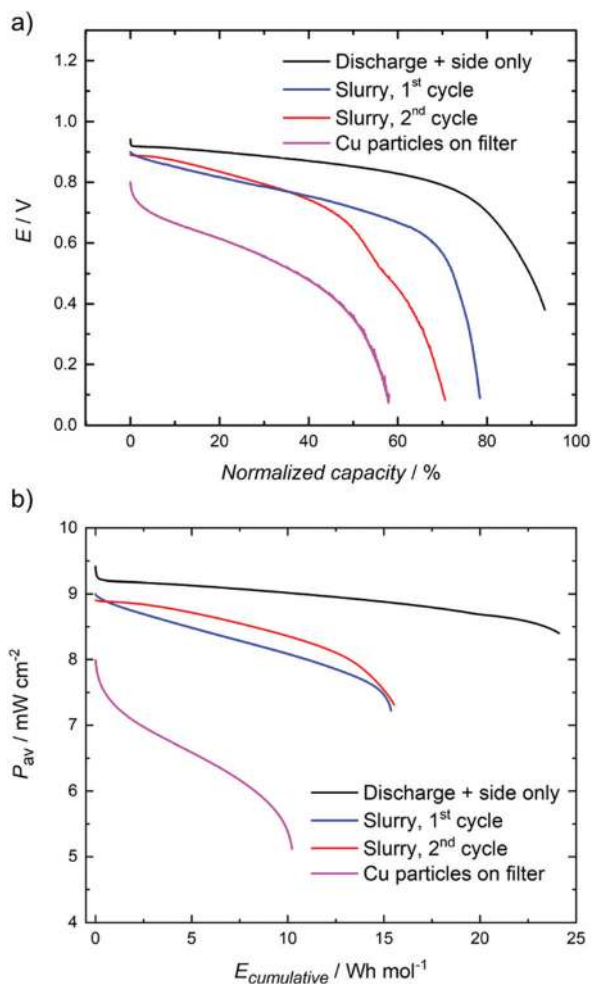 a)
1.2
1.0
0.8
0.6
0.4
0.2
0.0
E / V
Discharge + side only
Slurry, 1st cycle
Slurry, 2nd cycle
Cu particles on filter
0 20 40 60 80 100
Normalized capacity / %
b)
10
9
8
7
6
5
4
Pav / mW cm-2
Discharge + side only
Slurry, 1st cycle
Slurry, 2nd cycle
Cu particles on filter
0 5 10 15 20 25
Ecumulative / Wh mol-1